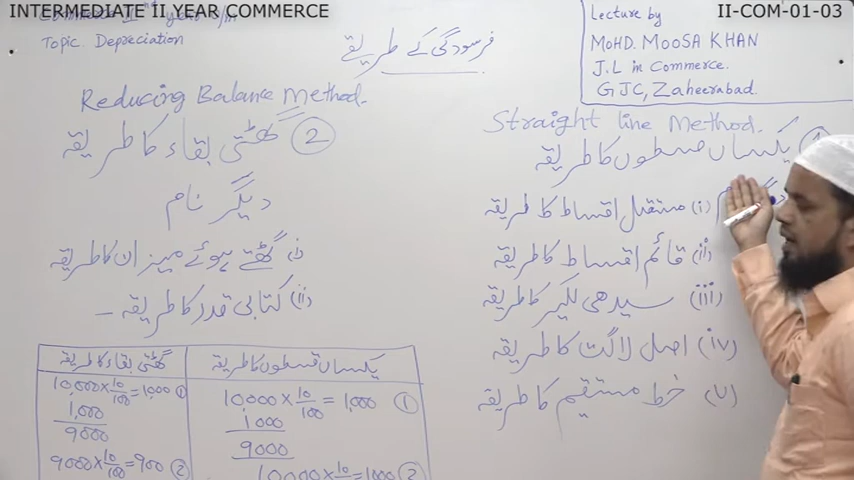 INTERMEDIATE II YEAR COMMERCE
II-COM-01-03
Topic. Depreciation
Lecture by
MOHD. MOOSA KHAN
J.L in Commerce.
GJC, Zaheerabad.
فرسودگی کے طریقے
Straight line Method.
یکساں قسطوں کا طریقہ
(i) مستقل اقساط کا طریقہ
(ii) قائم اقساط کا طریقہ
(iii) سیدھی لکیر کا طریقہ
(iv) اصل لاگت کا طریقہ
(v) خط مستقیم کا طریقہ
Reducing Balance Method.
2 گھٹتی بقاء کا طریقہ
دیگر نام
(i) گھٹتے ہوئے میزان کا طریقہ
(ii) کتابی قدر کا طریقہ -
یکساں قسطوں کا طریقہ
10,000 × 10/100 = 1,000 1
1000
9000
10000 × 10/100 = 1000 2
گھٹتی بقاء کا طریقہ
10,000 × 10/100 = 1,000 1
1,000
9000
9000 × 10/100 = 900 2